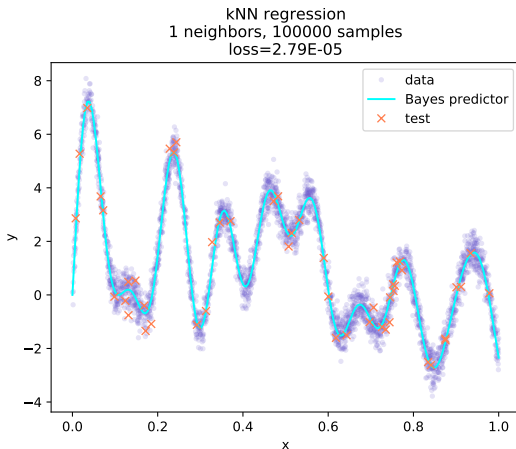 kNN regression
1 neighbors, 100000 samples
loss=2.79E-05
data
Bayes predictor
test
y
8
6
4
2
0
−2
−4
0.0
0.2
0.4
0.6
0.8
1.0
x